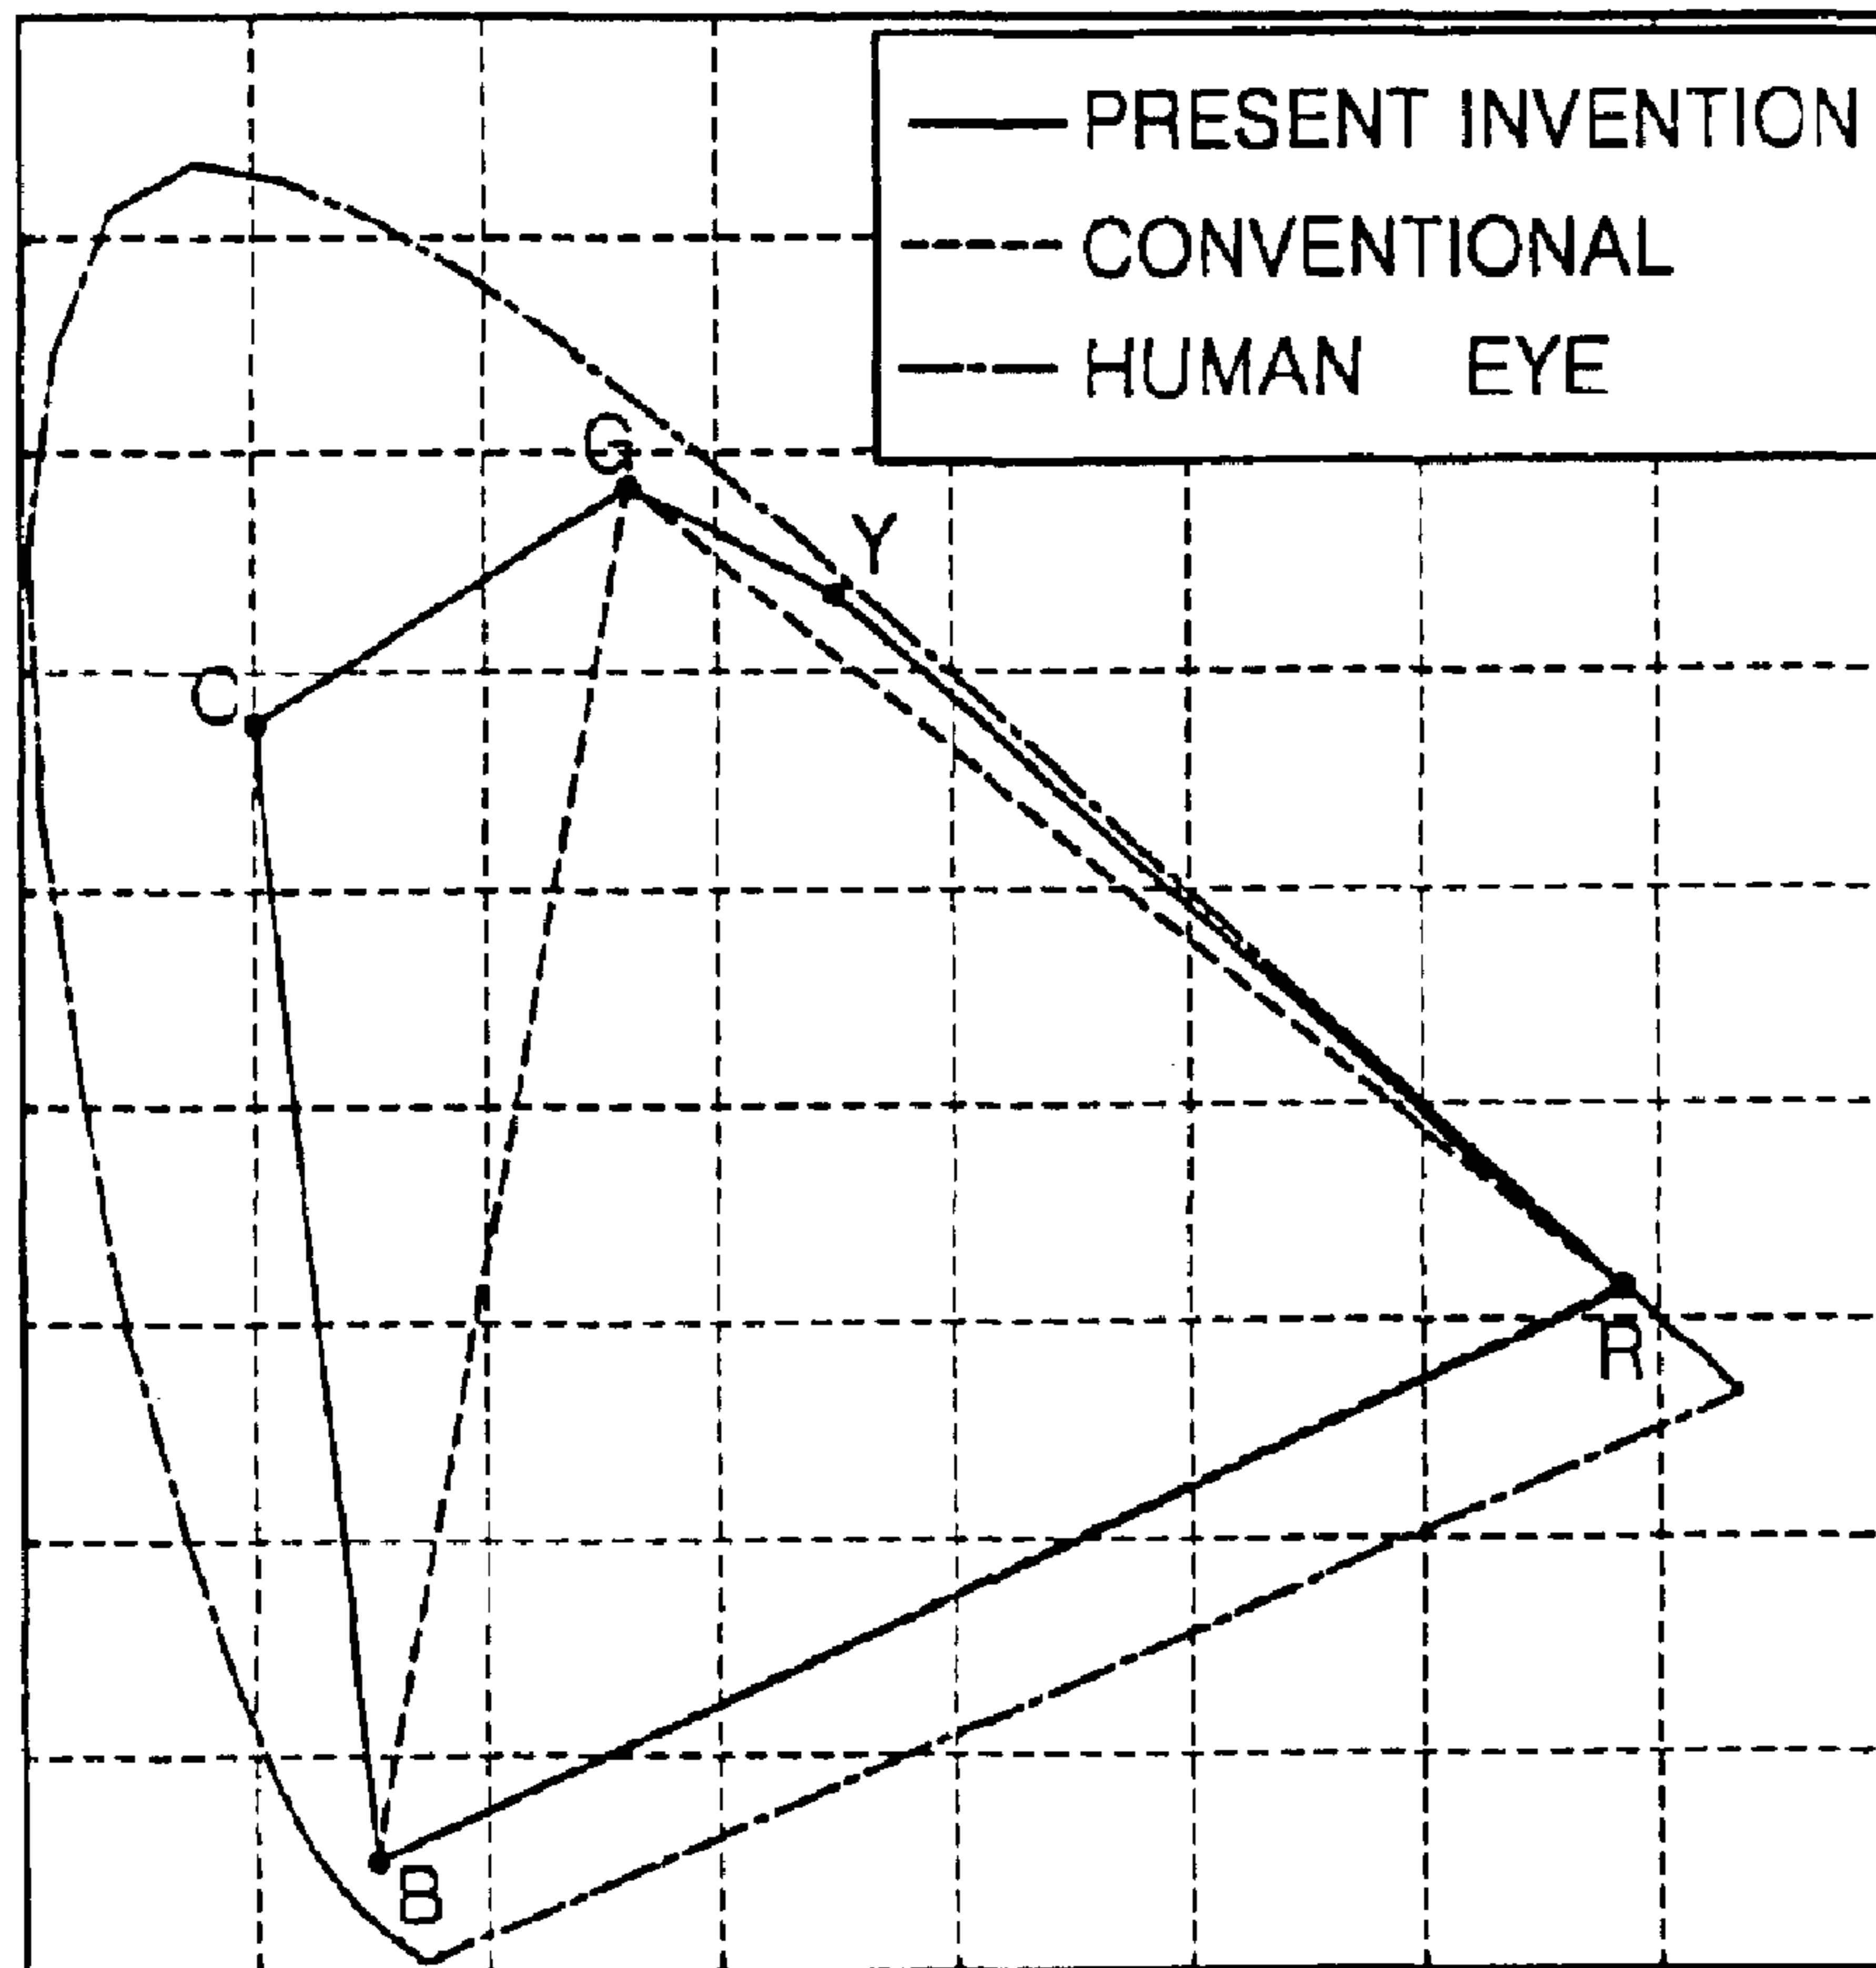 PRESENT INVENTION
CONVENTIONAL
HUMAN EYE
G
Y
C
R
B